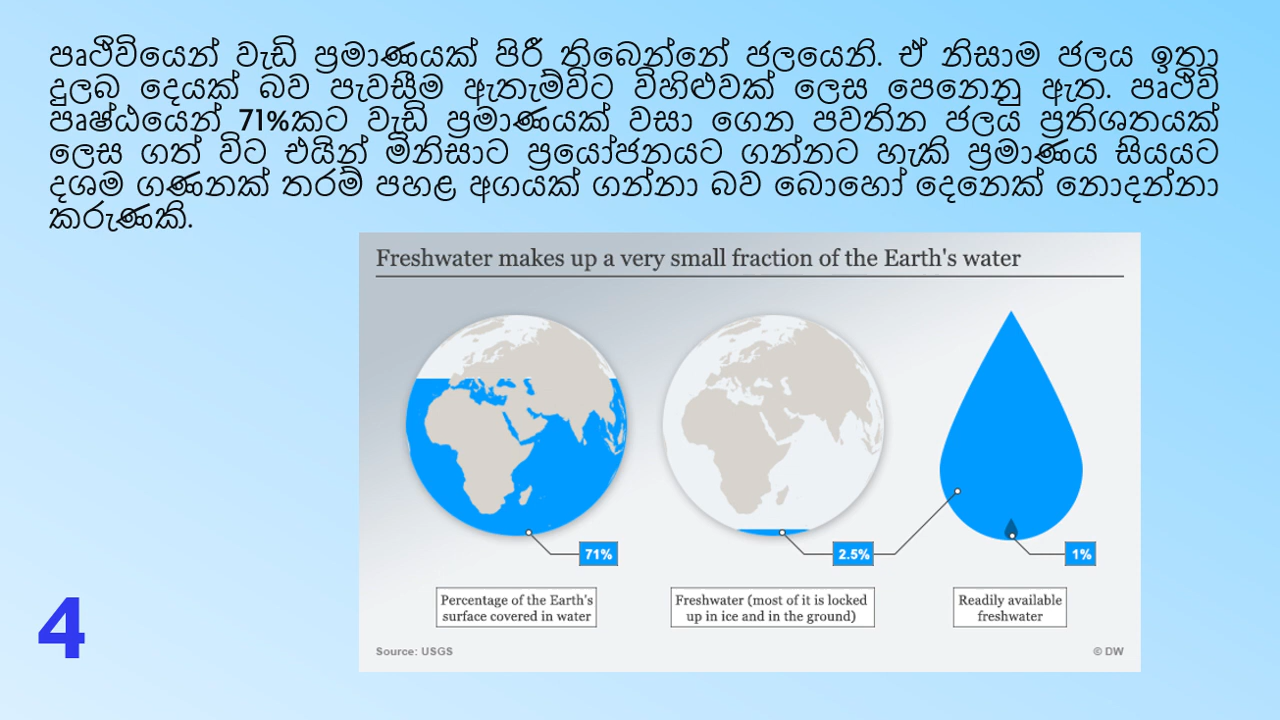 පෘථිවියෙන් වැඩි ප්‍රමාණයක් පිරී තිබෙන්නේ ජලයෙනි. ඒ නිසාම ජලය ඉතා
දුලබ දෙයක් බව පැවසීම ඇතැම්විට විහිළුවක් ලෙස පෙනෙනු ඇත. පෘථිවි
පෘෂ්ඨයෙන් 71%කට වැඩි ප්‍රමාණයක් වසා ගෙන පවතින ජලය ප්‍රතිශතයක්
ලෙස ගත් විට එයින් මිනිසාට ප්‍රයෝජනයට ගන්නට හැකි ප්‍රමාණය සියයට
දශම ගණනක් තරම් පහළ අගයක් ගන්නා බව බොහෝ දෙනෙක් නොදන්නා
කරුණකි.
Freshwater makes up a very small fraction of the Earth's water
71%
2.5%
1%
Percentage of the Earth's
surface covered in water
Freshwater (most of it is locked
up in ice and in the ground)
Readily available
freshwater
Source: USGS
© DW
4